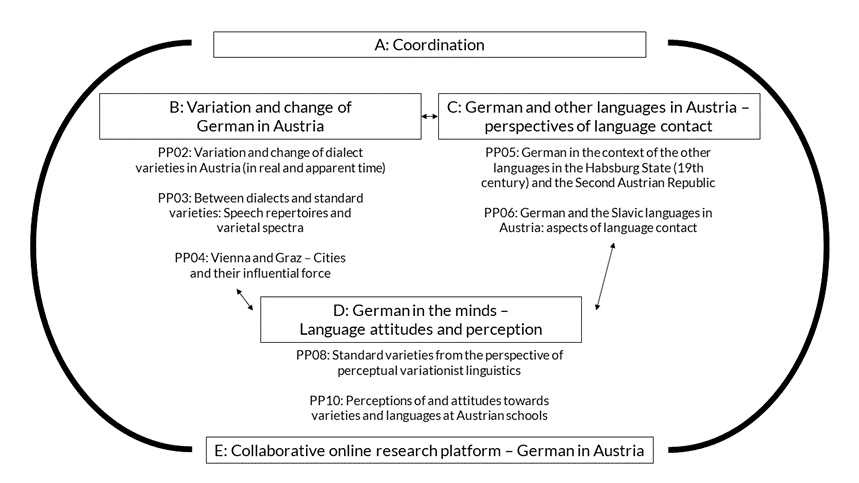 A: Coordination
B: Variation and change of
German in Austria
PP02: Variation and change of dialect
varieties in Austria (in real and apparent time)
PP03: Between dialects and standard
varieties: Speech repertoires and
varietal spectra
PP04: Vienna and Graz – Cities
and their influential force
C: German and other languages in Austria –
perspectives of language contact
PP05: German in the context of the other
languages in the Habsburg State (19th
century) and the Second Austrian Republic
PP06: German and the Slavic languages in
Austria: aspects of language contact
D: German in the minds –
Language attitudes and perception
PP08: Standard varieties from the perspective of
perceptual variationist linguistics
PP10: Perceptions of and attitudes towards
varieties and languages at Austrian schools
E: Collaborative online research platform – German in Austria